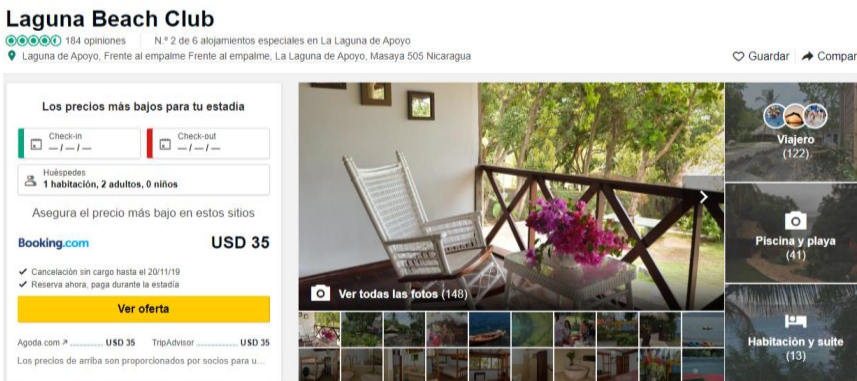 Laguna Beach Club
184 opiniones N.º 2 de 6 alojamientos especiales en La Laguna de Apoyo
Laguna de Apoyo, Frente al empalme Frente al empalme, La Laguna de Apoyo, Masaya 505 Nicaragua
Guardar Compar
Los precios más bajos para tu estadía
Check-in
— / — / —
Check-out
— / — / —
Huéspedes
1 habitación, 2 adultos, 0 niños
Asegura el precio más bajo en estos sitios
Booking.com USD 35
Cancelación sin cargo hasta el 20/11/19
Reserva ahora, paga durante la estadía
Ver oferta
Agoda.com USD 35 TripAdvisor USD 35
Los precios de arriba son proporcionados por socios para u...
Ver todas las fotos (148)
Viajero
(122)
Piscina y playa
(41)
Habitación y suite
(13)